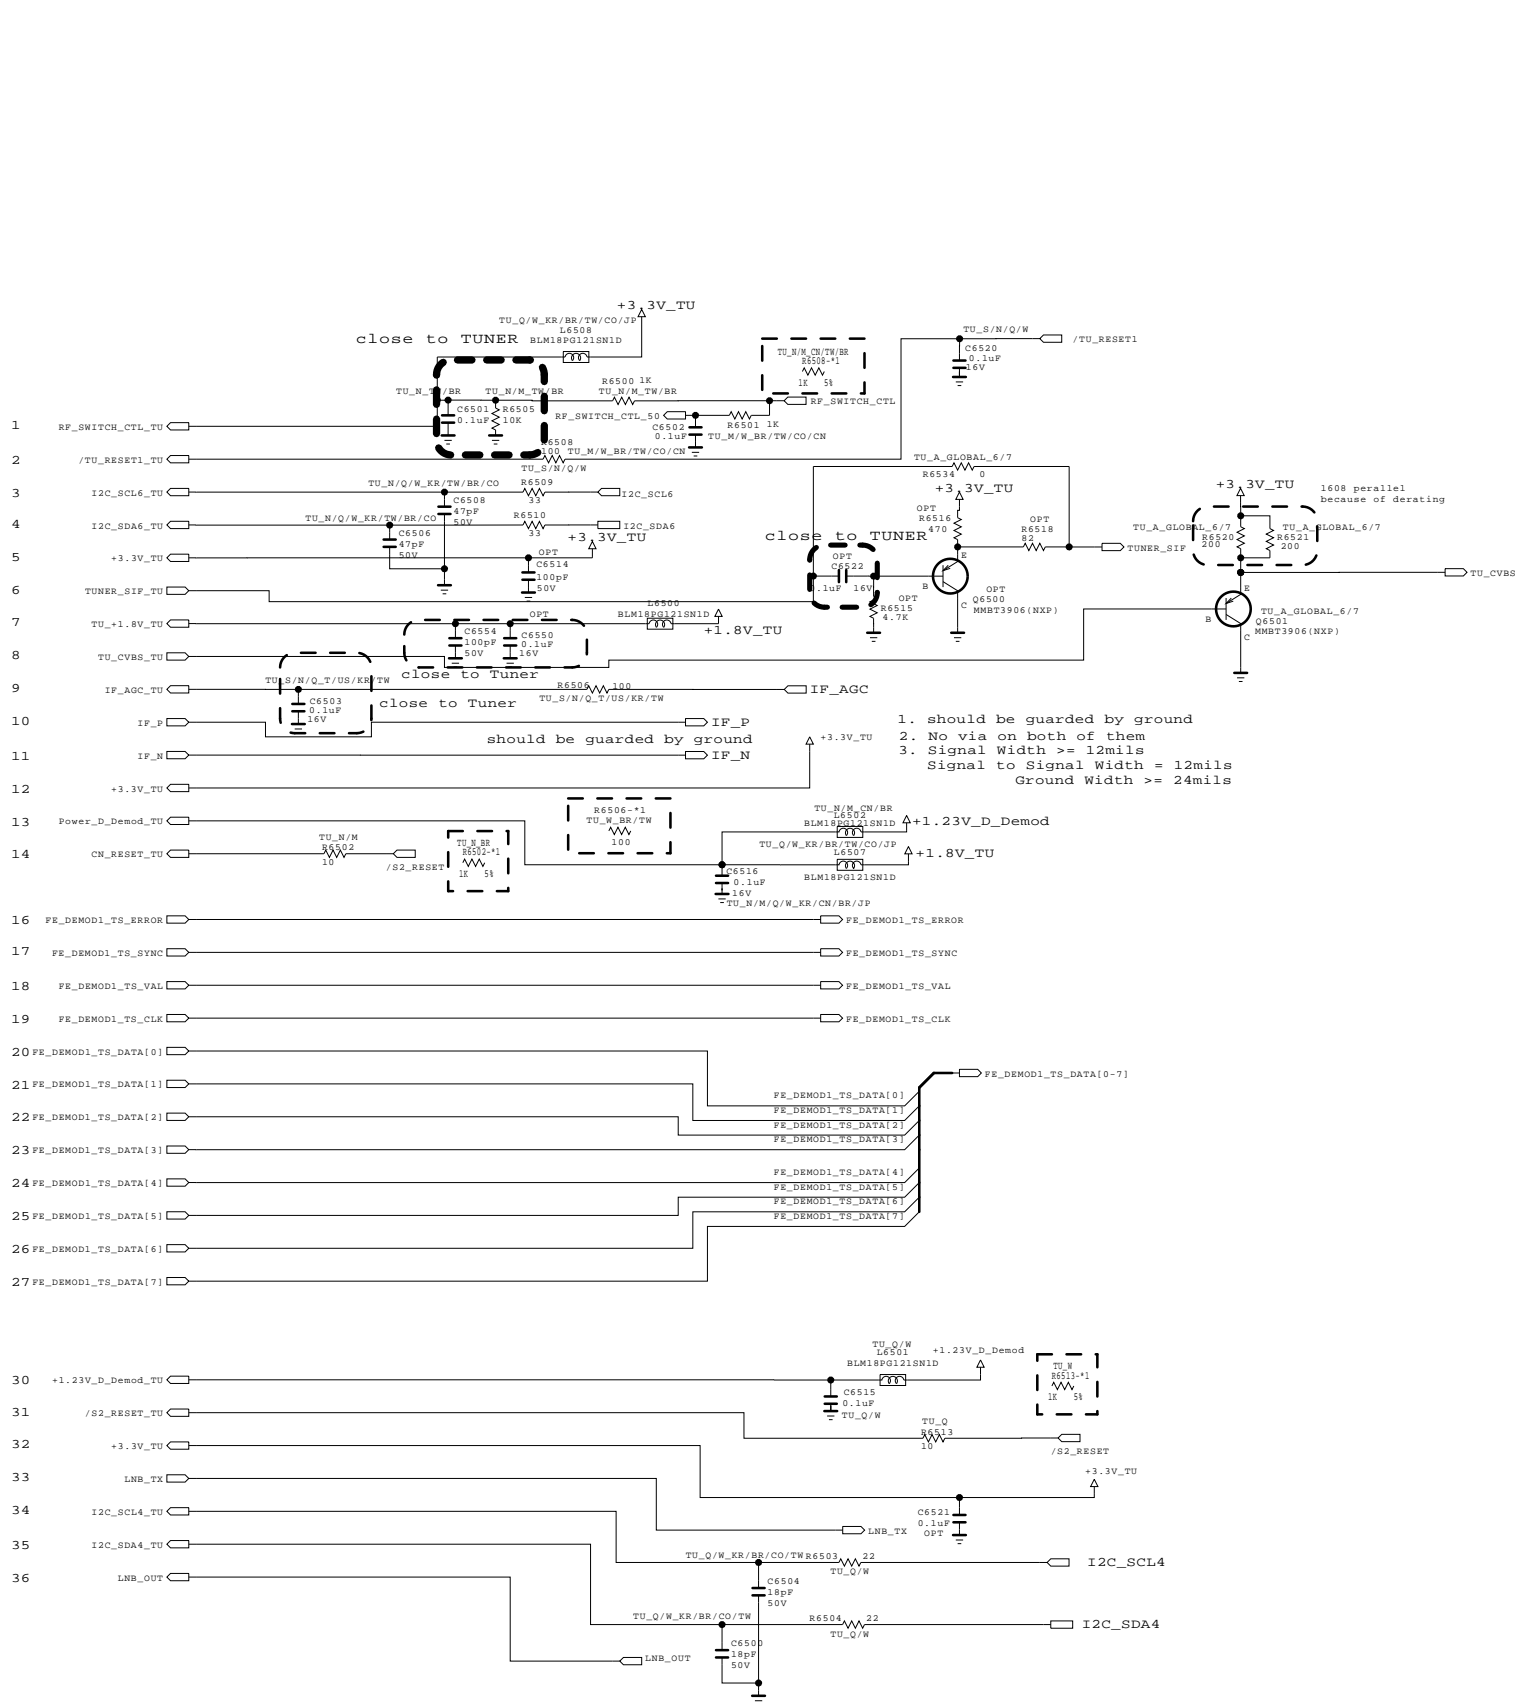 +3.3V_TU
TU_Q/W_KR/BR/TW/CO/JP
L6508
BLM18PG121SN1D
close to TUNER
TU_S/N/Q/W
/TU_RESET1
C6520
0.1uF
16V
TU_N/M_CN/TW/BR
R6508-*1
1K 5%
TU_N_TW/BR
TU_N/M_TW/BR
R6500 1K
TU_N/M_TW/BR
RF_SWITCH_CTL
C6501
0.1uF
R6505
10K
RF_SWITCH_CTL_50
C6502
0.1uF
R6501 1K
TU_M/W_BR/TW/CO/CN
1 RF_SWITCH_CTL_TU
R6508
100
TU_M/W_BR/TW/CO/CN
TU_S/N/Q/W
2 /TU_RESET1_TU
TU_A_GLOBAL_6/7
R6534 0
3 I2C_SCL6_TU
TU_N/Q/W_KR/TW/BR/CO
R6509
33
I2C_SCL6
C6508
47pF
50V
4 I2C_SDA6_TU
TU_N/Q/W_KR/TW/BR/CO
R6510
33
I2C_SDA6
C6506
47pF
50V
+3.3V_TU
OPT
R6516
470
OPT
R6518
82
TUNER_SIF
+3.3V_TU
1608 perallel
because of derating
TU_A_GLOBAL_6/7
R6520
200
TU_A_GLOBAL_6/7
R6521
200
TU_CVBS
5 +3.3V_TU
+3.3V_TU
OPT
C6514
100pF
50V
close to TUNER
OPT
C6522
0.1uF 16V
OPT
R6515
4.7K
E
B
C
OPT
Q6500
MMBT3906(NXP)
E
B
C
TU_A_GLOBAL_6/7
Q6501
MMBT3906(NXP)
6 TUNER_SIF_TU
7 TU_+1.8V_TU
OPT
L6500
BLM18PG121SN1D
+1.8V_TU
C6554
100pF
50V
C6550
0.1uF
16V
8 TU_CVBS_TU
close to Tuner
9 IF_AGC_TU
TU_S/N/Q_T/US/KR/TW
C6503
0.1uF
16V
close to Tuner
R6506 100
TU_S/N/Q_T/US/KR/TW
IF_AGC
10 IF_P
IF_P
should be guarded by ground
11 IF_N
IF_N
1. should be guarded by ground
2. No via on both of them
3. Signal Width >= 12mils
Signal to Signal Width = 12mils
Ground Width >= 24mils
12 +3.3V_TU
+3.3V_TU
13 Power_D_Demod_TU
R6506-*1
TU_W_BR/TW
100
TU_N/M_CN/BR
L6502
BLM18PG121SN1D
+1.23V_D_Demod
14 CN_RESET_TU
TU_N/M
R6502
10
/S2_RESET
TU_N_BR
R6502-*1
1K 5%
TU_Q/W_KR/BR/TW/CO/JP
L6507
BLM18PG121SN1D
+1.8V_TU
C6516
0.1uF
16V
TU_N/M/Q/W_KR/CN/BR/JP
16 FE_DEMOD1_TS_ERROR FE_DEMOD1_TS_ERROR
17 FE_DEMOD1_TS_SYNC FE_DEMOD1_TS_SYNC
18 FE_DEMOD1_TS_VAL FE_DEMOD1_TS_VAL
19 FE_DEMOD1_TS_CLK FE_DEMOD1_TS_CLK
20 FE_DEMOD1_TS_DATA[0]
21 FE_DEMOD1_TS_DATA[1]
22 FE_DEMOD1_TS_DATA[2]
23 FE_DEMOD1_TS_DATA[3]
24 FE_DEMOD1_TS_DATA[4]
25 FE_DEMOD1_TS_DATA[5]
26 FE_DEMOD1_TS_DATA[6]
27 FE_DEMOD1_TS_DATA[7]
FE_DEMOD1_TS_DATA[0-7]
FE_DEMOD1_TS_DATA[0]
FE_DEMOD1_TS_DATA[1]
FE_DEMOD1_TS_DATA[2]
FE_DEMOD1_TS_DATA[3]
FE_DEMOD1_TS_DATA[4]
FE_DEMOD1_TS_DATA[5]
FE_DEMOD1_TS_DATA[6]
FE_DEMOD1_TS_DATA[7]
30 +1.23V_D_Demod_TU
TU_Q/W
L6501
BLM18PG121SN1D
+1.23V_D_Demod
C6515
0.1uF
TU_Q/W
TU_W
R6513-*1
1K 5%
31 /S2_RESET_TU
TU_Q
R6513
10
/S2_RESET
32 +3.3V_TU
+3.3V_TU
C6521
0.1uF
OPT
33 LNB_TX
LNB_TX
34 I2C_SCL4_TU
TU_Q/W_KR/BR/CO/TW
R6503 22
TU_Q/W
I2C_SCL4
C6504
18pF
50V
35 I2C_SDA4_TU
TU_Q/W_KR/BR/CO/TW
R6504 22
TU_Q/W
I2C_SDA4
C6500
18pF
50V
36 LNB_OUT
LNB_OUT